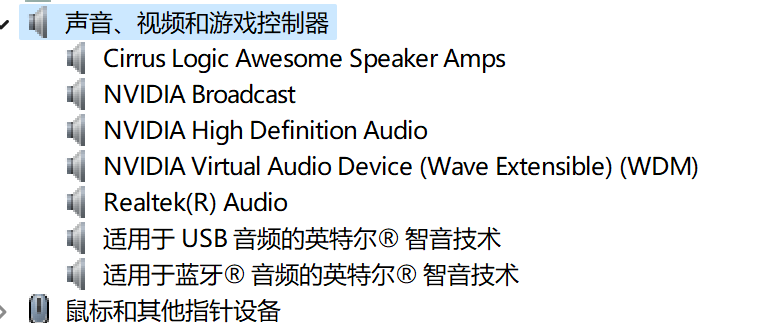 声音、视频和游戏控制器
Cirrus Logic Awesome Speaker Amps
NVIDIA Broadcast
NVIDIA High Definition Audio
NVIDIA Virtual Audio Device (Wave Extensible) (WDM)
Realtek(R) Audio
适用于 USB 音频的英特尔® 智音技术
适用于蓝牙® 音频的英特尔® 智音技术
鼠标和其他指针设备